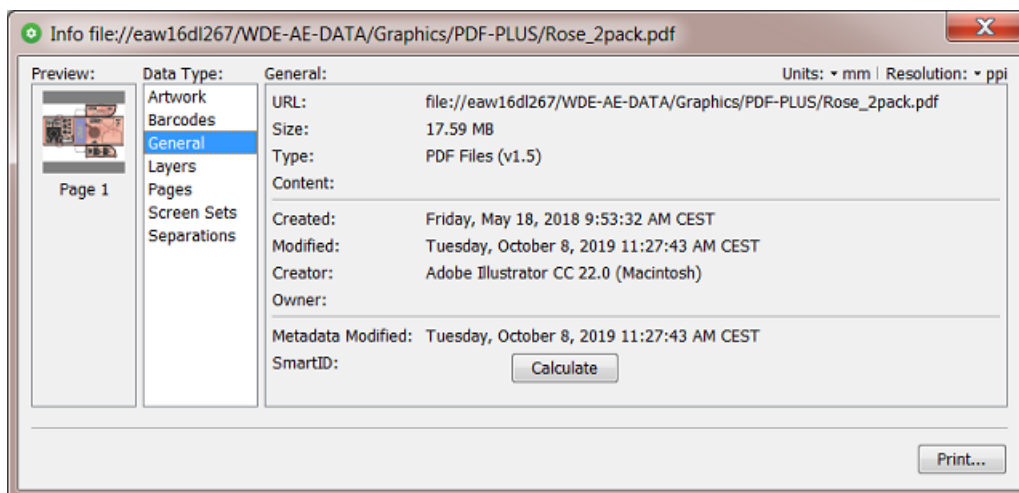 Info file://eaw16dl267/WDE-AE-DATA/Graphics/PDF-PLUS/Rose_2pack.pdf
X
Preview:
Data Type:
General:
Units: mm | Resolution: ppi
Page 1
Artwork
Barcodes
General
Layers
Pages
Screen Sets
Separations
URL: file://eaw16dl267/WDE-AE-DATA/Graphics/PDF-PLUS/Rose_2pack.pdf
Size: 17.59 MB
Type: PDF Files (v1.5)
Content:
Created: Friday, May 18, 2018 9:53:32 AM CEST
Modified: Tuesday, October 8, 2019 11:27:43 AM CEST
Creator: Adobe Illustrator CC 22.0 (Macintosh)
Owner:
Metadata Modified: Tuesday, October 8, 2019 11:27:43 AM CEST
SmartID: Calculate
Print...